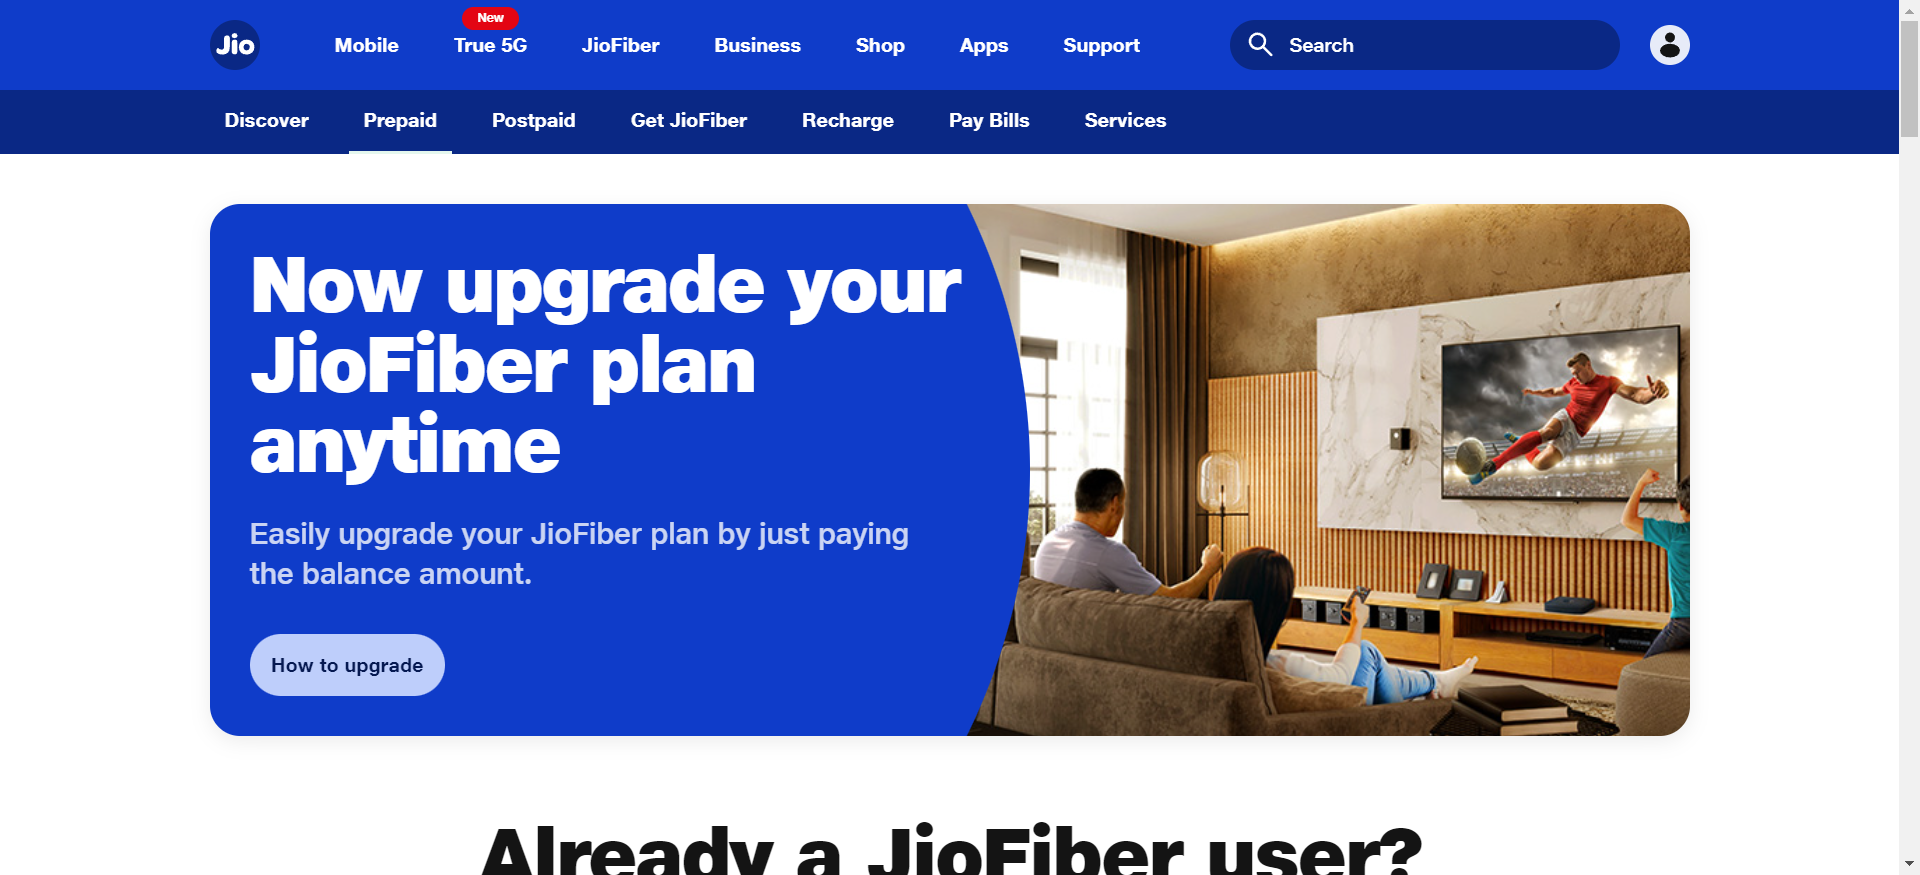 Jio
Mobile
New
True 5G
JioFiber
Business
Shop
Apps
Support
Search
Discover
Prepaid
Postpaid
Get JioFiber
Recharge
Pay Bills
Services
Now upgrade your
JioFiber plan
anytime
Easily upgrade your JioFiber plan by just paying
the balance amount.
How to upgrade
Already a JioFiber user?